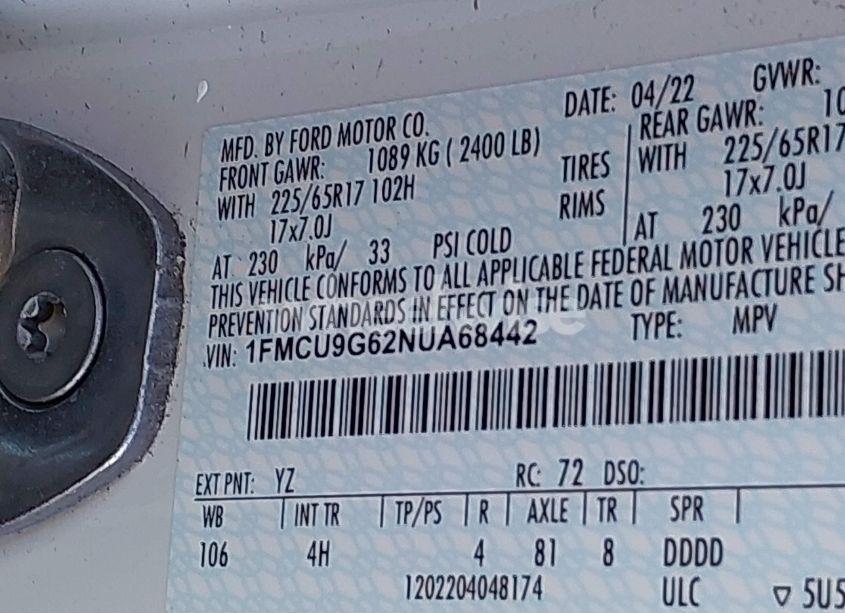 DATE: 04/22 GVWR:
MFD. BY FORD MOTOR CO.
FRONT GAWR: 1089 KG ( 2400 LB) REAR GAWR: 10
WITH 225/65R17 102H TIRES WITH 225/65R17
17x7.0J RIMS 17x7.0J
AT 230 kPa/ 33 PSI COLD AT 230 kPa/
THIS VEHICLE CONFORMS TO ALL APPLICABLE FEDERAL MOTOR VEHICLE
PREVENTION STANDARDS IN EFFECT ON THE DATE OF MANUFACTURE SH
VIN: 1FMCU9G62NUA68442 TYPE: MPV
EXT PNT: YZ RC: 72 DSO:
WB INT TR TP/PS R AXLE TR SPR
106 4H 4 81 8 DDDD
1202204048174 ULC ▽ 5U5